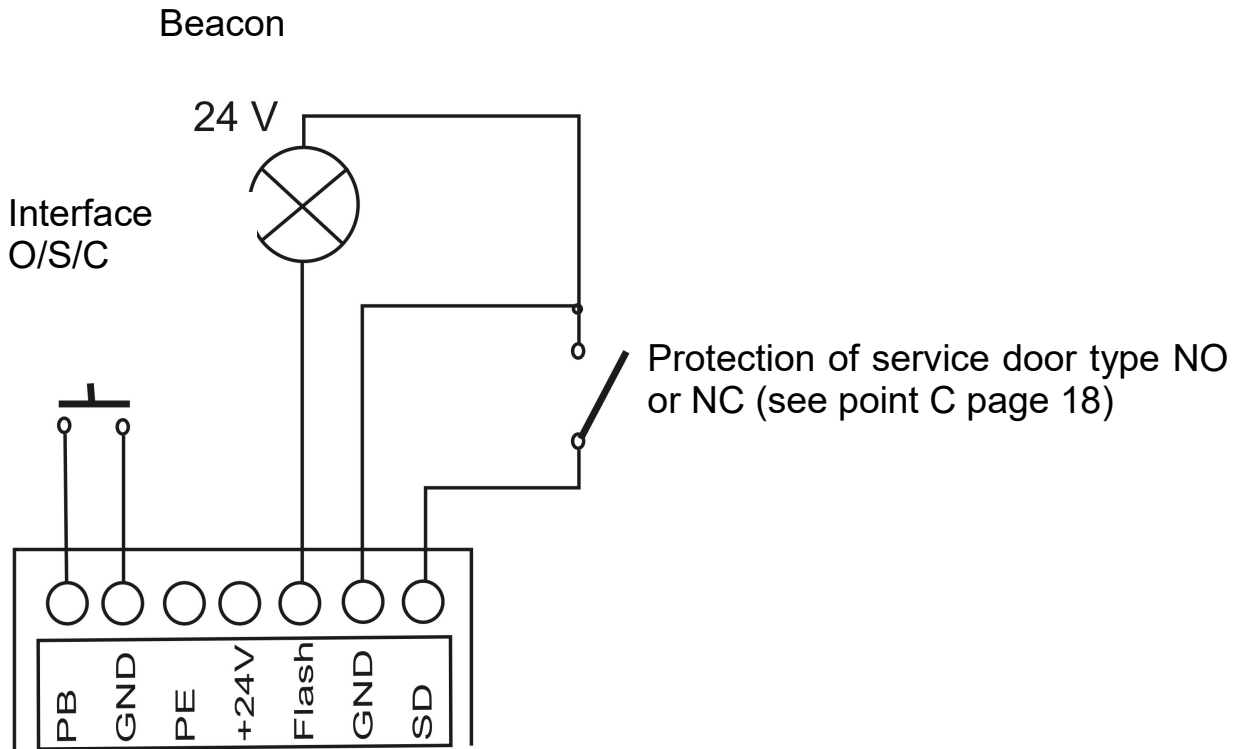 Beacon
24 V
Interface
O/S/C
Protection of service door type NO
or NC (see point C page 18)
PB
GND
PE
+24V
Flash
GND
SD